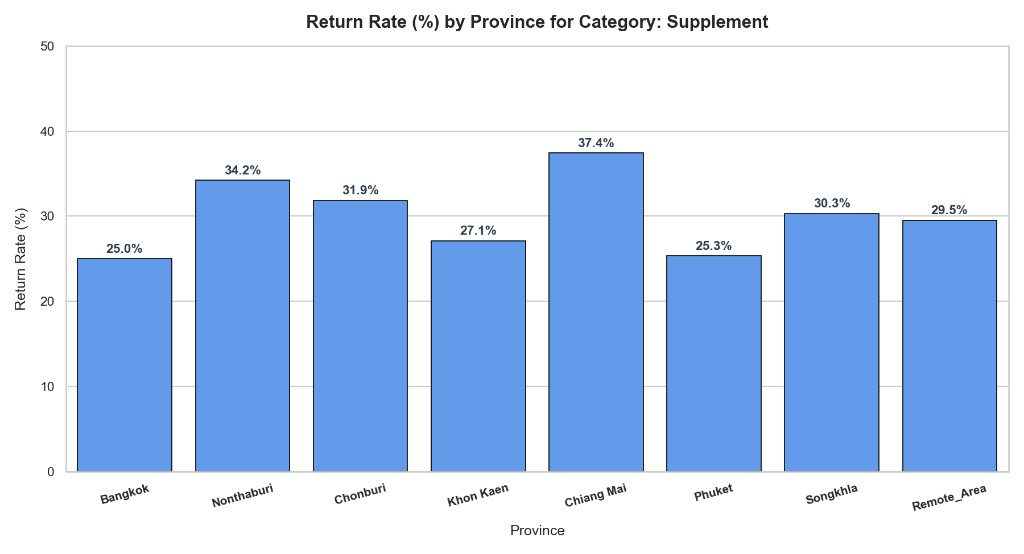 Return Rate (%) by Province for Category: Supplement
Return Rate (%)
50
40
30
20
10
0
25.0%
34.2%
31.9%
27.1%
37.4%
25.3%
30.3%
29.5%
Bangkok
Nonthaburi
Chonburi
Khon Kaen
Chiang Mai
Phuket
Songkhla
Remote_Area
Province